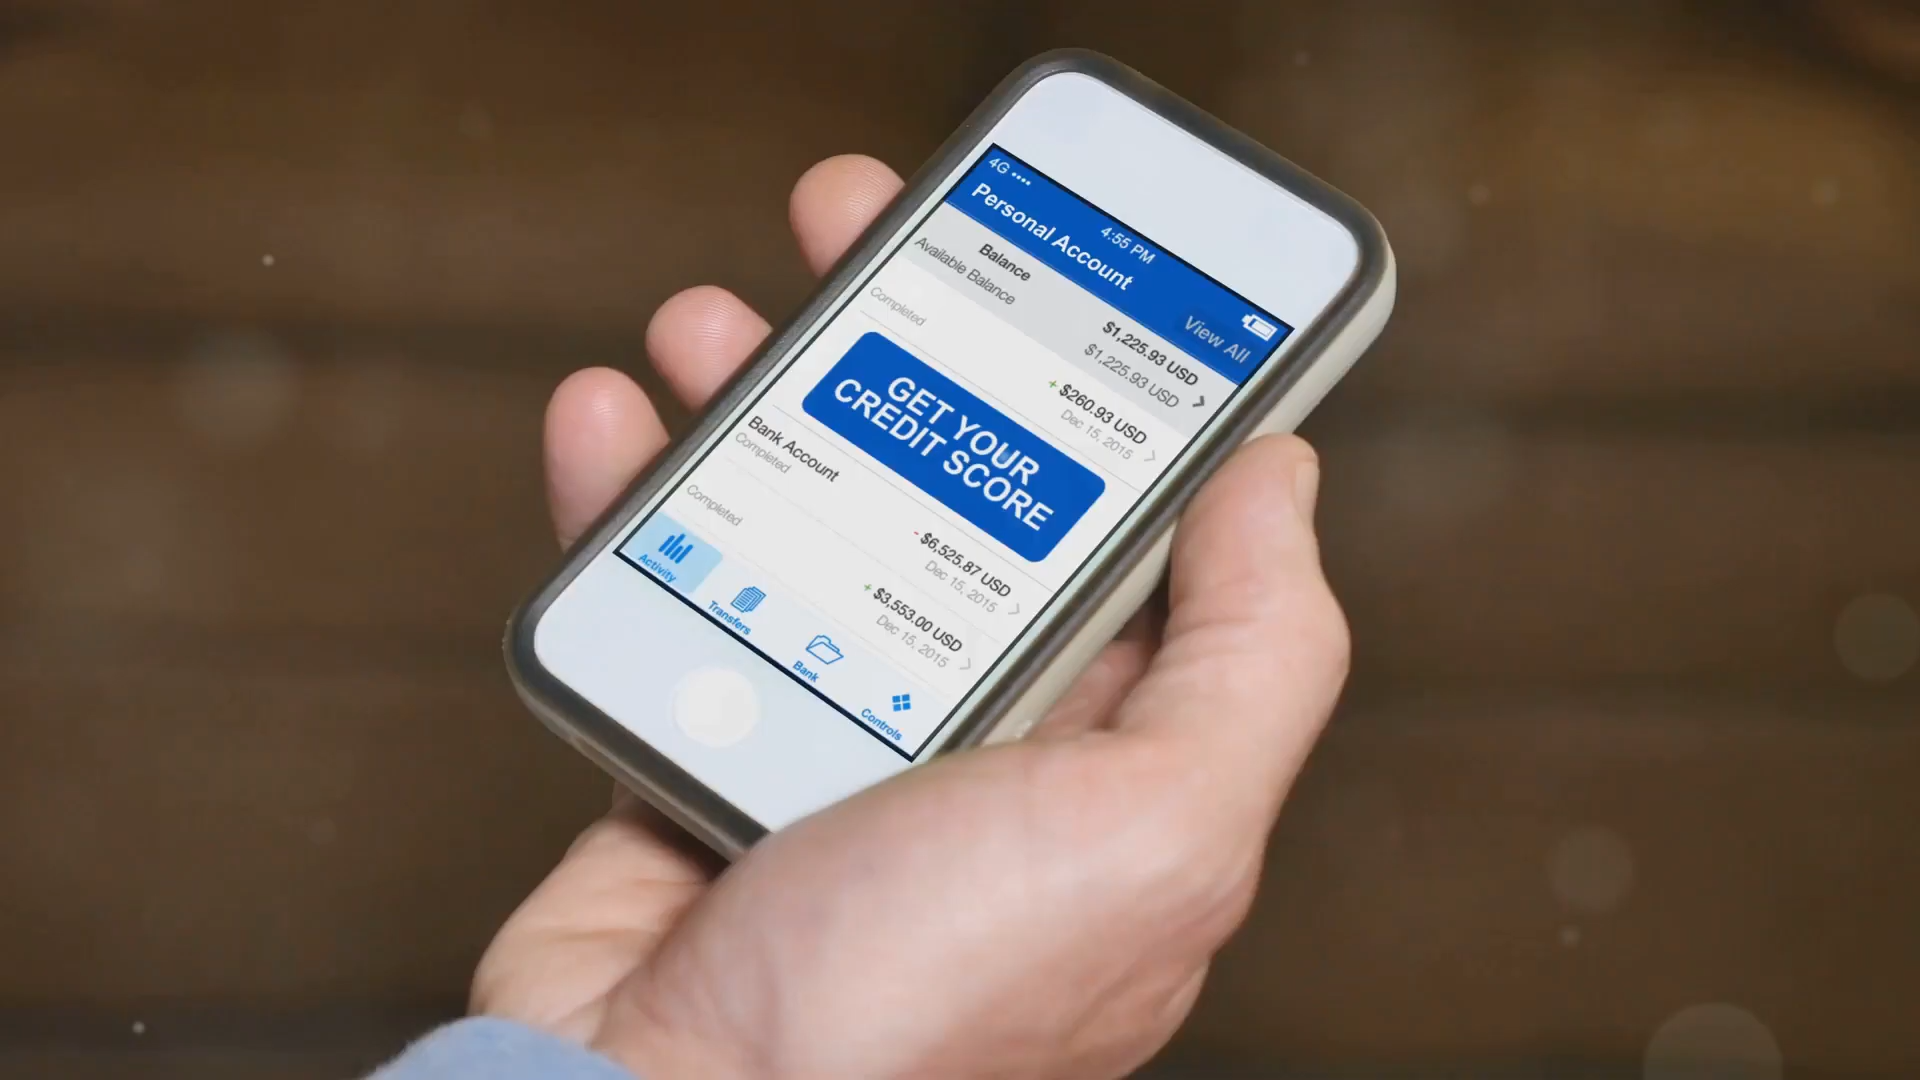 4G
4:55 PM
Personal Account
View All
Balance
$1,225.93 USD
Available Balance
$1,225.93 USD
+ $260.93 USD
Completed
Dec 15, 2015
GET YOUR
CREDIT SCORE
Bank Account
- $6,525.87 USD
Completed
Dec 15, 2015
+ $3,553.00 USD
Completed
Dec 15, 2015
Activity
Transfers
Bank
Controls